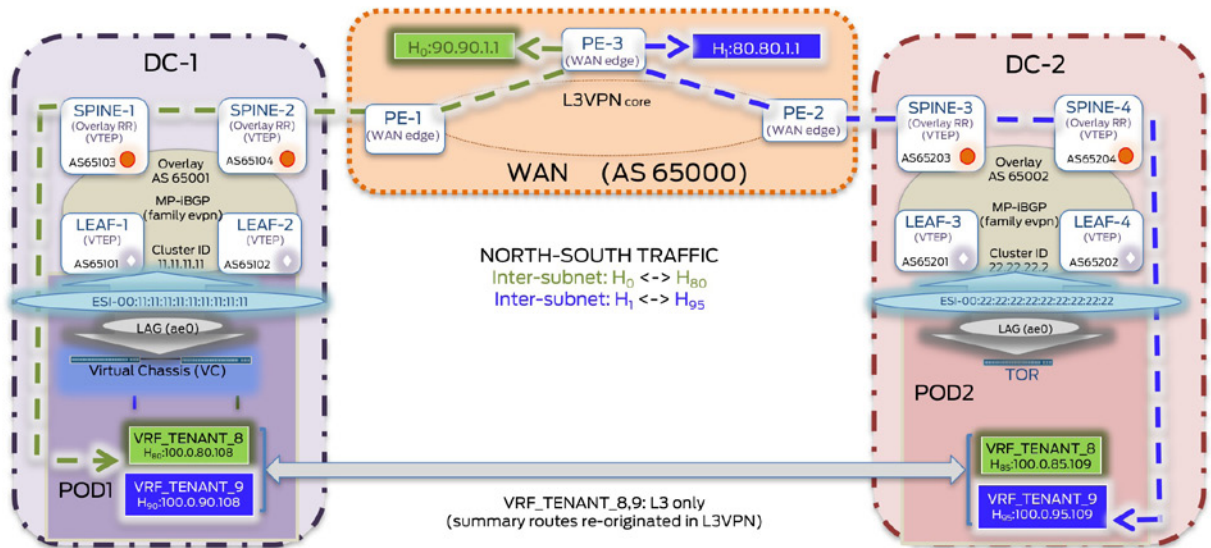 DC-1
SPINE-1
(Overlay RR)
(VTEP)
AS65103
SPINE-2
(Overlay RR)
(VTEP)
AS65104
Overlay
AS 65001
MP-iBGP
(family evpn)
LEAF-1
(VTEP)
AS65101
LEAF-2
(VTEP)
AS65102
Cluster ID
11.11.11.11
ESI-00:11:11:11:11:11:11:11:11:11
LAG (ae0)
Virtual Chassis (VC)
VRF_TENANT_8
H80:100.0.80.108
VRF_TENANT_9
H90:100.0.90.108
POD1
H0:90.90.1.1
PE-3
(WAN edge)
H1:80.80.1.1
L3VPN core
PE-1
(WAN edge)
PE-2
(WAN edge)
WAN (AS 65000)
NORTH-SOUTH TRAFFIC
Inter-subnet: H0 <-> H80
Inter-subnet: H1 <-> H95
VRF_TENANT_8,9: L3 only
(summary routes re-originated in L3VPN)
DC-2
SPINE-3
(Overlay RR)
(VTEP)
AS65203
SPINE-4
(Overlay RR)
(VTEP)
AS65204
Overlay
AS 65002
MP-iBGP
(family evpn)
LEAF-3
(VTEP)
AS65201
LEAF-4
(VTEP)
AS65202
Cluster ID
22.22.22.2
ESI-00:22:22:22:22:22:22:22:22:22
LAG (ae0)
TOR
POD2
VRF_TENANT_8
H85:100.0.85.109
VRF_TENANT_9
H95:100.0.95.109